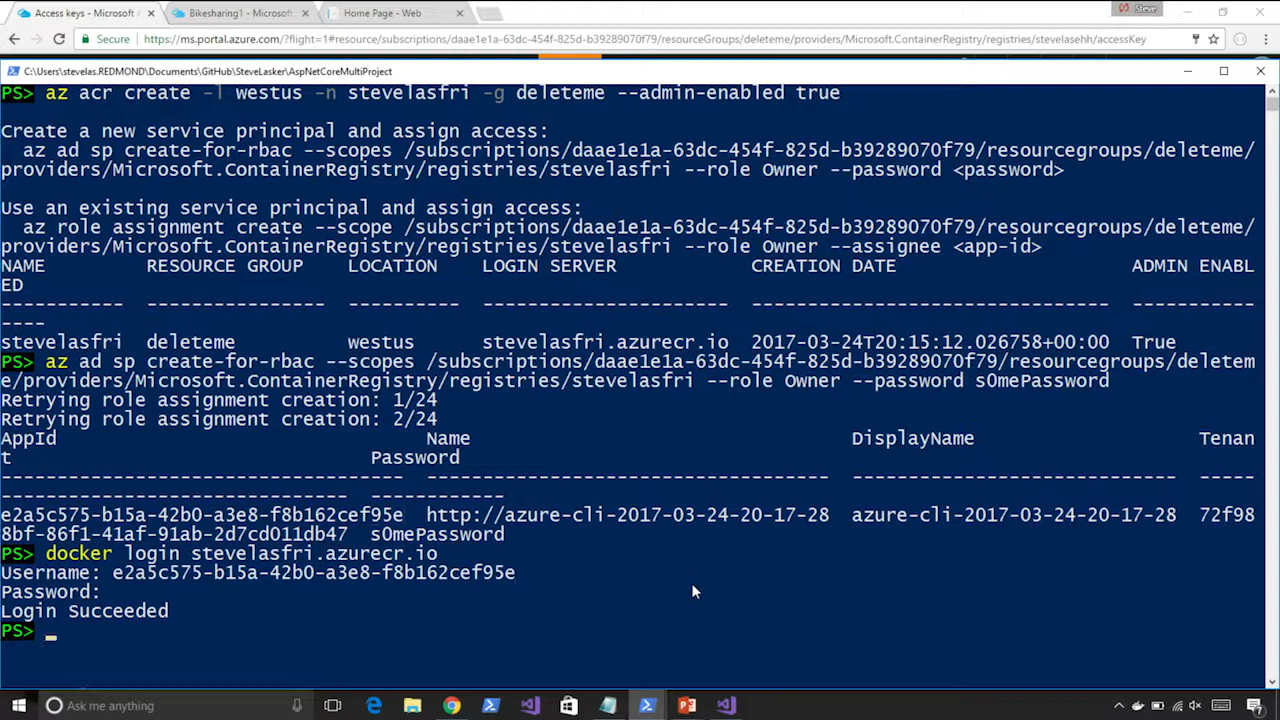 Access keys - Microsoft A
Bikesharing1 - Microsoft
Home Page - Web
Steve
Secure
https://ms.portal.azure.com/?flight=1#resource/subscriptions/daae1e1a-63dc-454f-825d-b39289070f79/resourceGroups/deleteme/providers/Microsoft.ContainerRegistry/registries/stevelasehh/accessKey
C:\Users\stevelas.REDMOND\Documents\GitHub\SteveLasker\AspNetCoreMultiProject
PS> az acr create -l westus -n stevelasfri -g deleteme --admin-enabled true
Create a new service principal and assign access:
az ad sp create-for-rbac --scopes /subscriptions/daae1e1a-63dc-454f-825d-b39289070f79/resourcegroups/deleteme/
providers/Microsoft.ContainerRegistry/registries/stevelasfri --role Owner --password <password>
Use an existing service principal and assign access:
az role assignment create --scope /subscriptions/daae1e1a-63dc-454f-825d-b39289070f79/resourcegroups/deleteme/
providers/Microsoft.ContainerRegistry/registries/stevelasfri --role Owner --assignee <app-id>
NAME RESOURCE GROUP LOCATION LOGIN SERVER CREATION DATE ADMIN ENABL
ED
----------- ---------------- ---------- ---------------------- -------------------------------- -----------
----
stevelasfri deleteme westus stevelasfri.azurecr.io 2017-03-24T20:15:12.026758+00:00 True
PS> az ad sp create-for-rbac --scopes /subscriptions/daae1e1a-63dc-454f-825d-b39289070f79/resourcegroups/deletem
e/providers/Microsoft.ContainerRegistry/registries/stevelasfri --role Owner --password s0mePassword
Retrying role assignment creation: 1/24
Retrying role assignment creation: 2/24
AppId Name DisplayName Tenan
t Password
------------------------------------ ------------------------------------ ----------------------------- -----
------------------------------- ------------
e2a5c575-b15a-42b0-a3e8-f8b162cef95e http://azure-cli-2017-03-24-20-17-28 azure-cli-2017-03-24-20-17-28 72f98
8bf-86f1-41af-91ab-2d7cd011db47 s0mePassword
PS> docker login stevelasfri.azurecr.io
Username: e2a5c575-b15a-42b0-a3e8-f8b162cef95e
Password:
Login Succeeded
PS>
Ask me anything